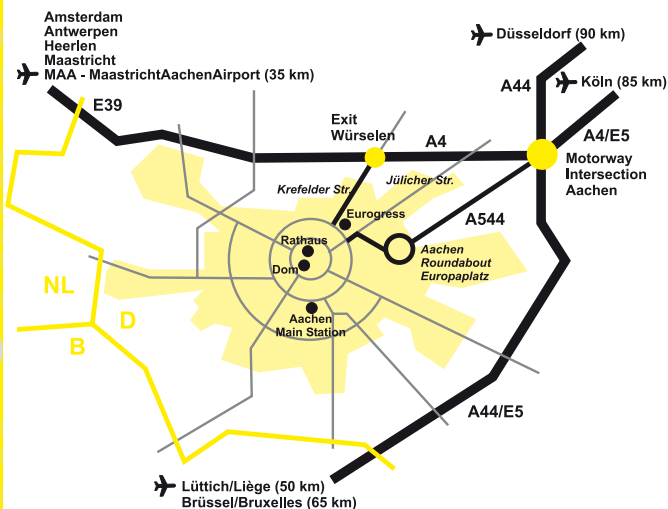 Amsterdam
Antwerpen
Heerlen
Maastricht
MAA - MaastrichtAachenAirport (35 km)
Düsseldorf (90 km)
Köln (85 km)
E39
A44
Exit
Würselen
A4
A4/E5
Motorway
Intersection
Aachen
Krefelder Str.
Jülicher Str.
Eurogress
A544
Rathaus
Dom
Aachen
Roundabout
Europaplatz
NL
D
B
Aachen
Main Station
A44/E5
Lüttich/Liège (50 km)
Brüssel/Bruxelles (65 km)